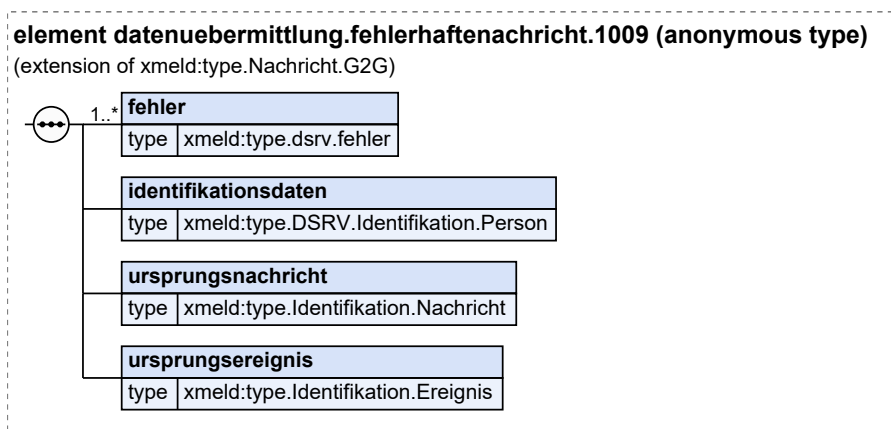 element datenuebermittlung.fehlerhaftenachricht.1009 (anonymous type)
(extension of xmeld:type.Nachricht.G2G)
1..* fehler
type xmeld:type.dsrv.fehler
identifikationsdaten
type xmeld:type.DSRV.Identifikation.Person
ursprungsnachricht
type xmeld:type.Identifikation.Nachricht
ursprungsereignis
type xmeld:type.Identifikation.Ereignis